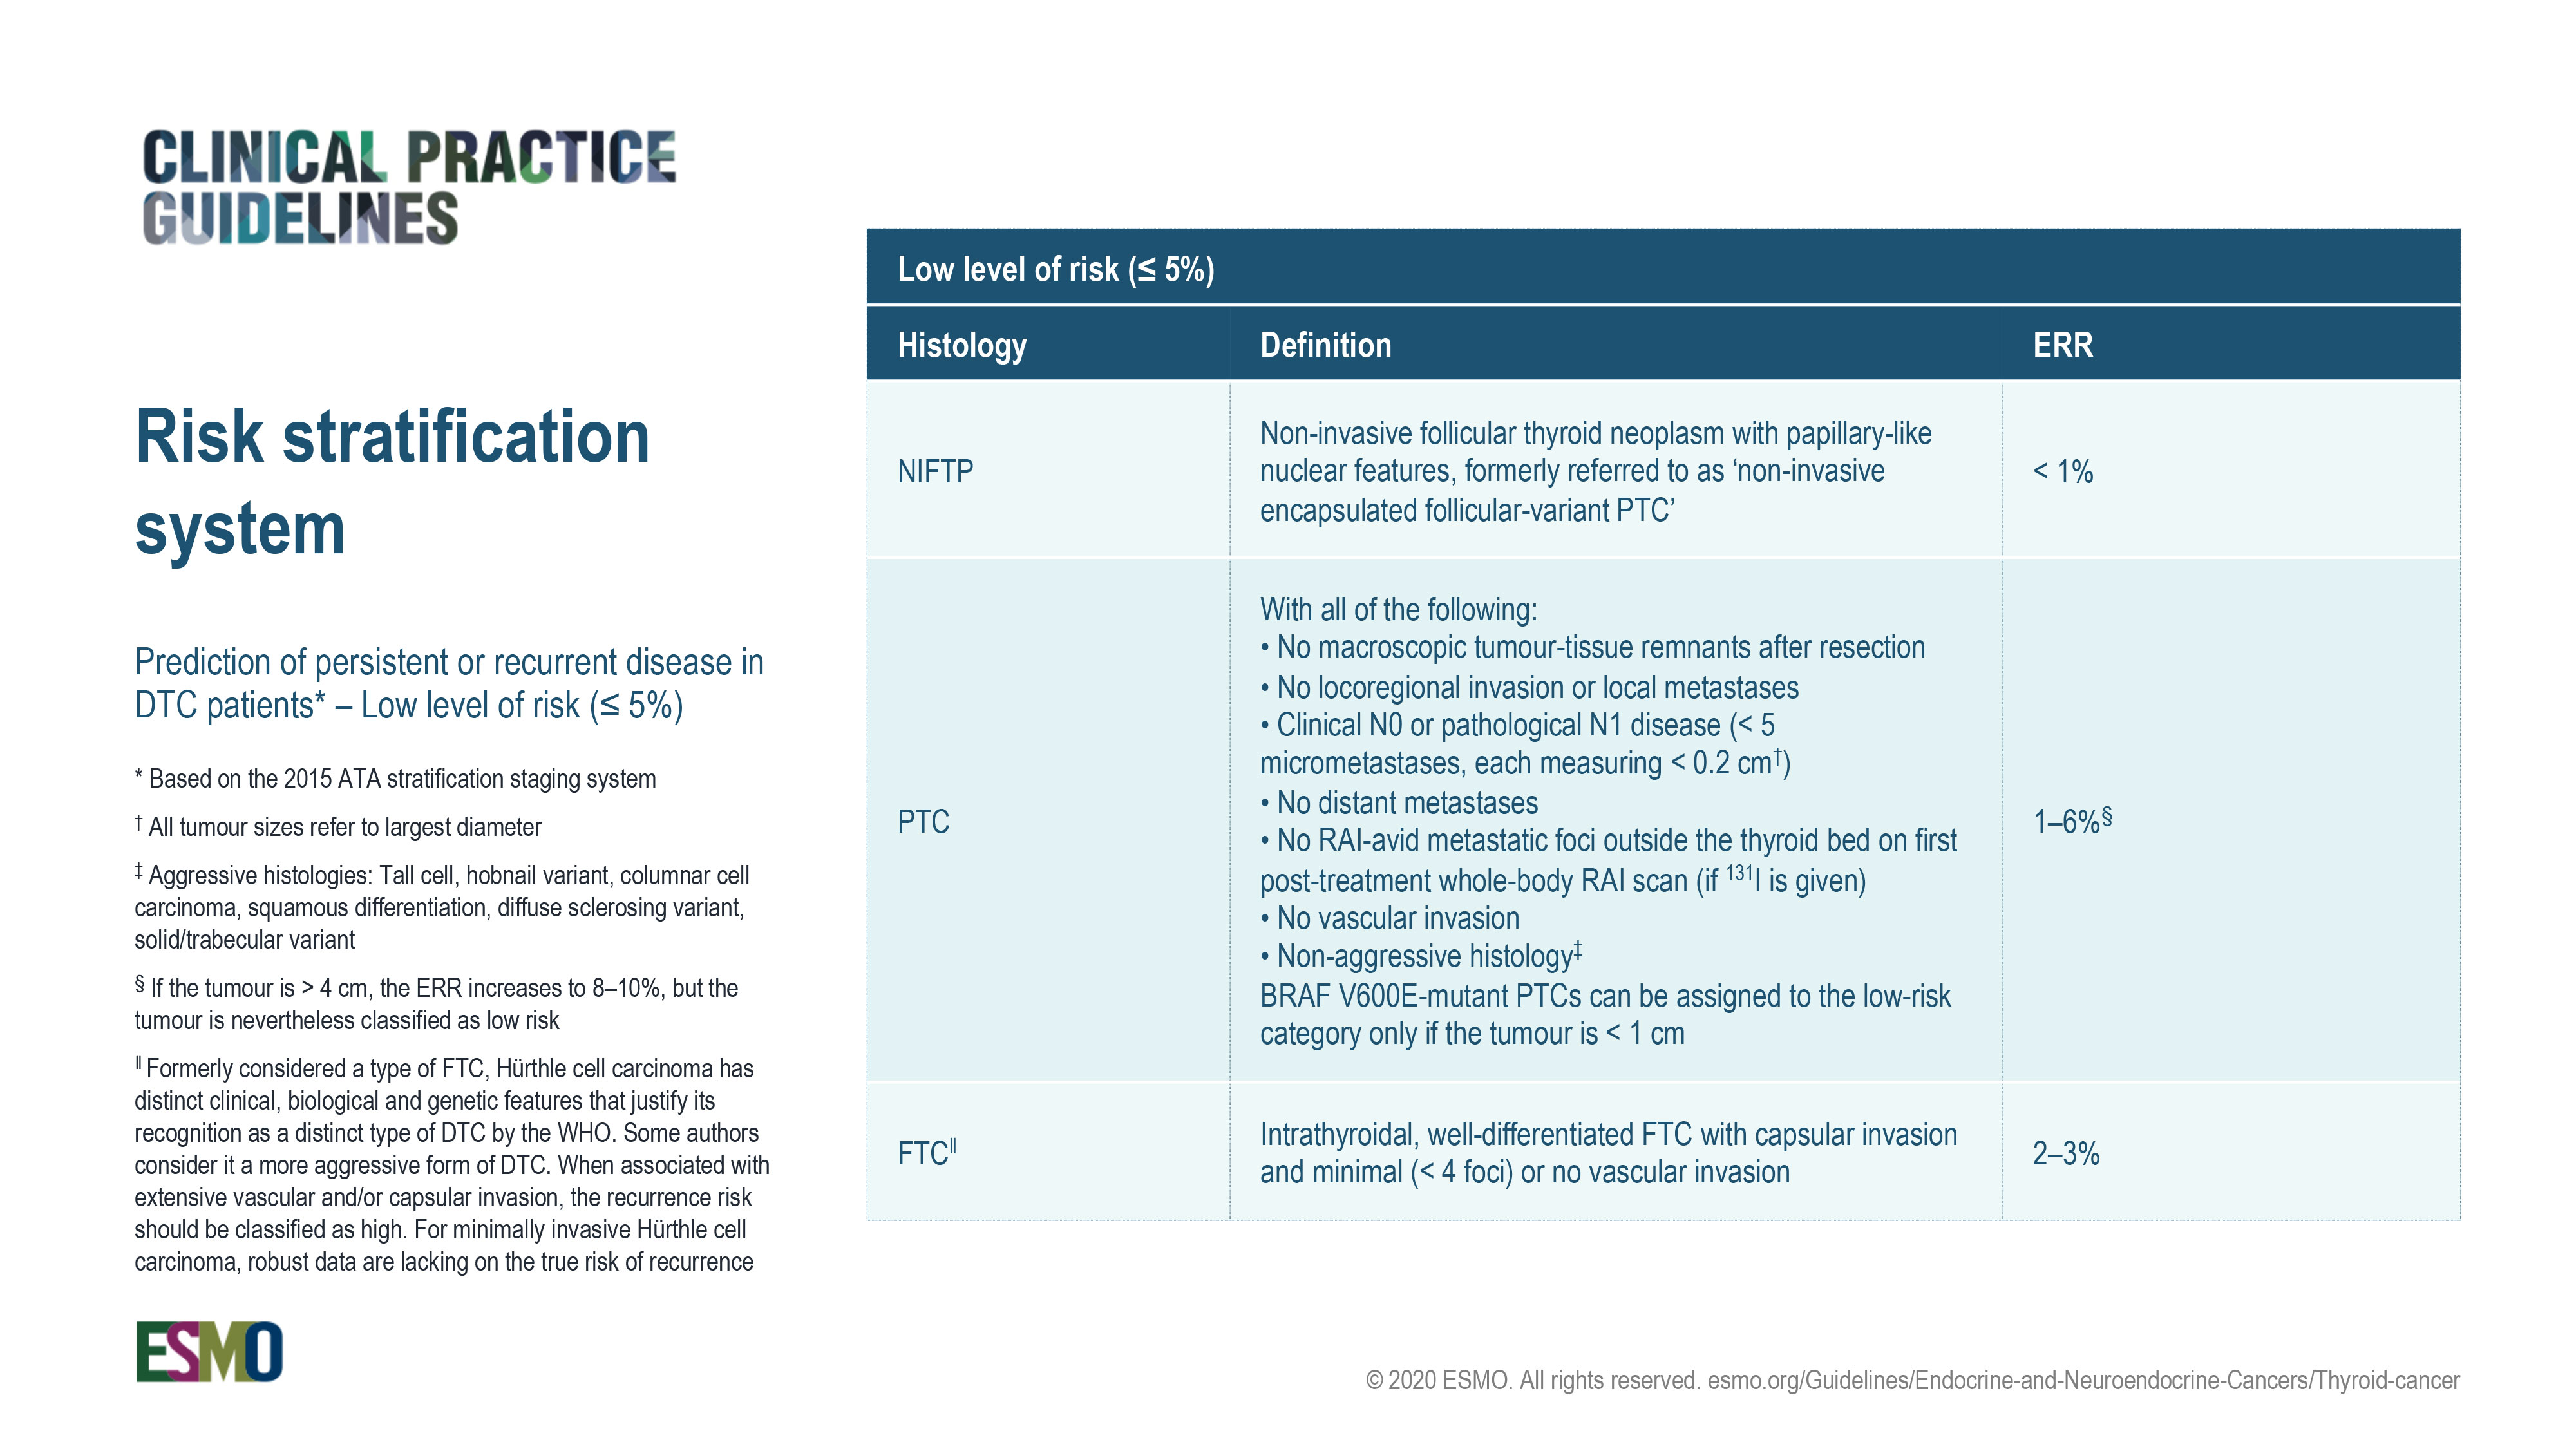 CLINICAL PRACTICE
GUIDELINES
Risk stratification
system
Prediction of persistent or recurrent disease in
DTC patients* – Low level of risk (≤ 5%)
* Based on the 2015 ATA stratification staging system
† All tumour sizes refer to largest diameter
‡ Aggressive histologies: Tall cell, hobnail variant, columnar cell
carcinoma, squamous differentiation, diffuse sclerosing variant,
solid/trabecular variant
§ If the tumour is > 4 cm, the ERR increases to 8–10%, but the
tumour is nevertheless classified as low risk
‖ Formerly considered a type of FTC, Hürthle cell carcinoma has
distinct clinical, biological and genetic features that justify its
recognition as a distinct type of DTC by the WHO. Some authors
consider it a more aggressive form of DTC. When associated with
extensive vascular and/or capsular invasion, the recurrence risk
should be classified as high. For minimally invasive Hürthle cell
carcinoma, robust data are lacking on the true risk of recurrence
ESMO
Low level of risk (≤ 5%)
Histology Definition ERR
NIFTP
Non-invasive follicular thyroid neoplasm with papillary-like
nuclear features, formerly referred to as ‘non-invasive
encapsulated follicular-variant PTC’
< 1%
PTC
With all of the following:
• No macroscopic tumour-tissue remnants after resection
• No locoregional invasion or local metastases
• Clinical N0 or pathological N1 disease (< 5
micrometastases, each measuring < 0.2 cm†)
• No distant metastases
• No RAI-avid metastatic foci outside the thyroid bed on first
post-treatment whole-body RAI scan (if ¹³¹I is given)
• No vascular invasion
• Non-aggressive histology‡
BRAF V600E-mutant PTCs can be assigned to the low-risk
category only if the tumour is < 1 cm
1–6%§
FTC‖
Intrathyroidal, well-differentiated FTC with capsular invasion
and minimal (< 4 foci) or no vascular invasion
2–3%
© 2020 ESMO. All rights reserved. esmo.org/Guidelines/Endocrine-and-Neuroendocrine-Cancers/Thyroid-cancer